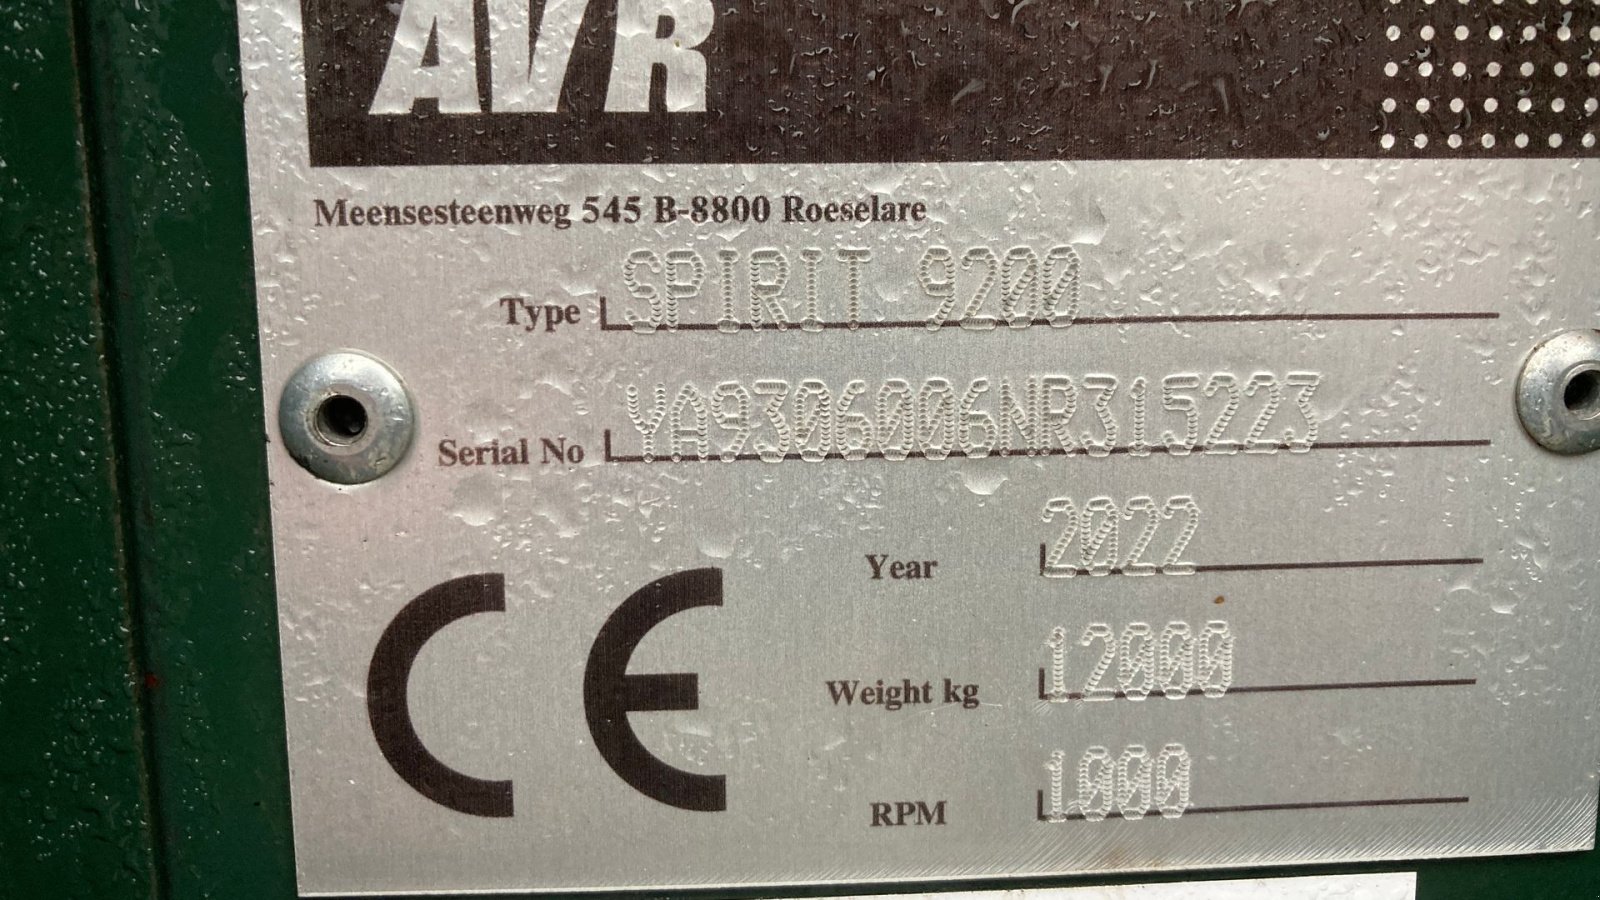 AVR
Meensesteenweg 545 B-8800 Roeselare
Type SPIRIT 9200
Serial No YA9306006NR315223
Year 2022
Weight kg 12000
RPM 1000
CE